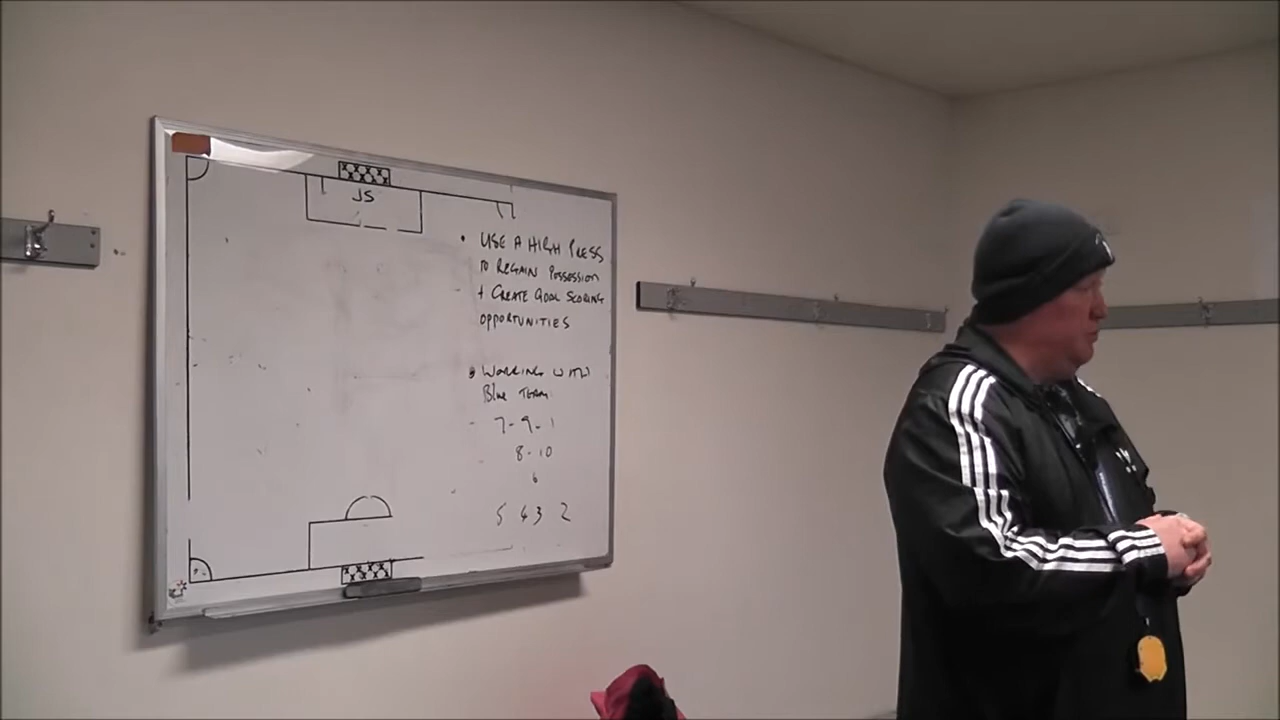 JS
• USE A HIGH PRESS
TO REGAIN POSSESSION
+ CREATE GOAL SCORING
OPPORTUNITIES
• WORKING WITH
Blue TEAM
7-9-1
8-10
6
5 4 3 2